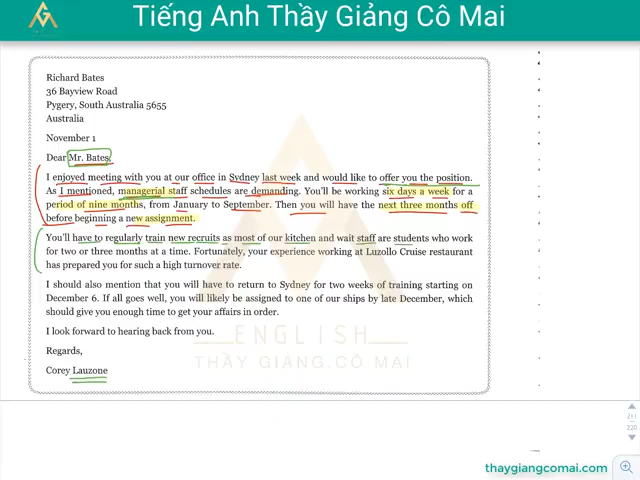 Tiếng Anh Thầy Giảng Cô Mai
Richard Bates
36 Bayview Road
Pygery, South Australia 5655
Australia
November 1
Dear Mr. Bates,
I enjoyed meeting with you at our office in Sydney last week and would like to offer you the position.
As I mentioned, managerial staff schedules are demanding. You'll be working six days a week for a
period of nine months, from January to September. Then you will have the next three months off
before beginning a new assignment.
You'll have to regularly train new recruits as most of our kitchen and wait staff are students who work
for two or three months at a time. Fortunately, your experience working at Luzollo Cruise restaurant
has prepared you for such a high turnover rate.
I should also mention that you will have to return to Sydney for two weeks of training starting on
December 6. If all goes well, you will likely be assigned to one of our ships by late December, which
should give you enough time to get your affairs in order.
I look forward to hearing back from you.
ENGLISH
Regards,
THẦY GIẢNG.CÔ MAI
Corey Lauzone
211
220
thaygiangcomai.com